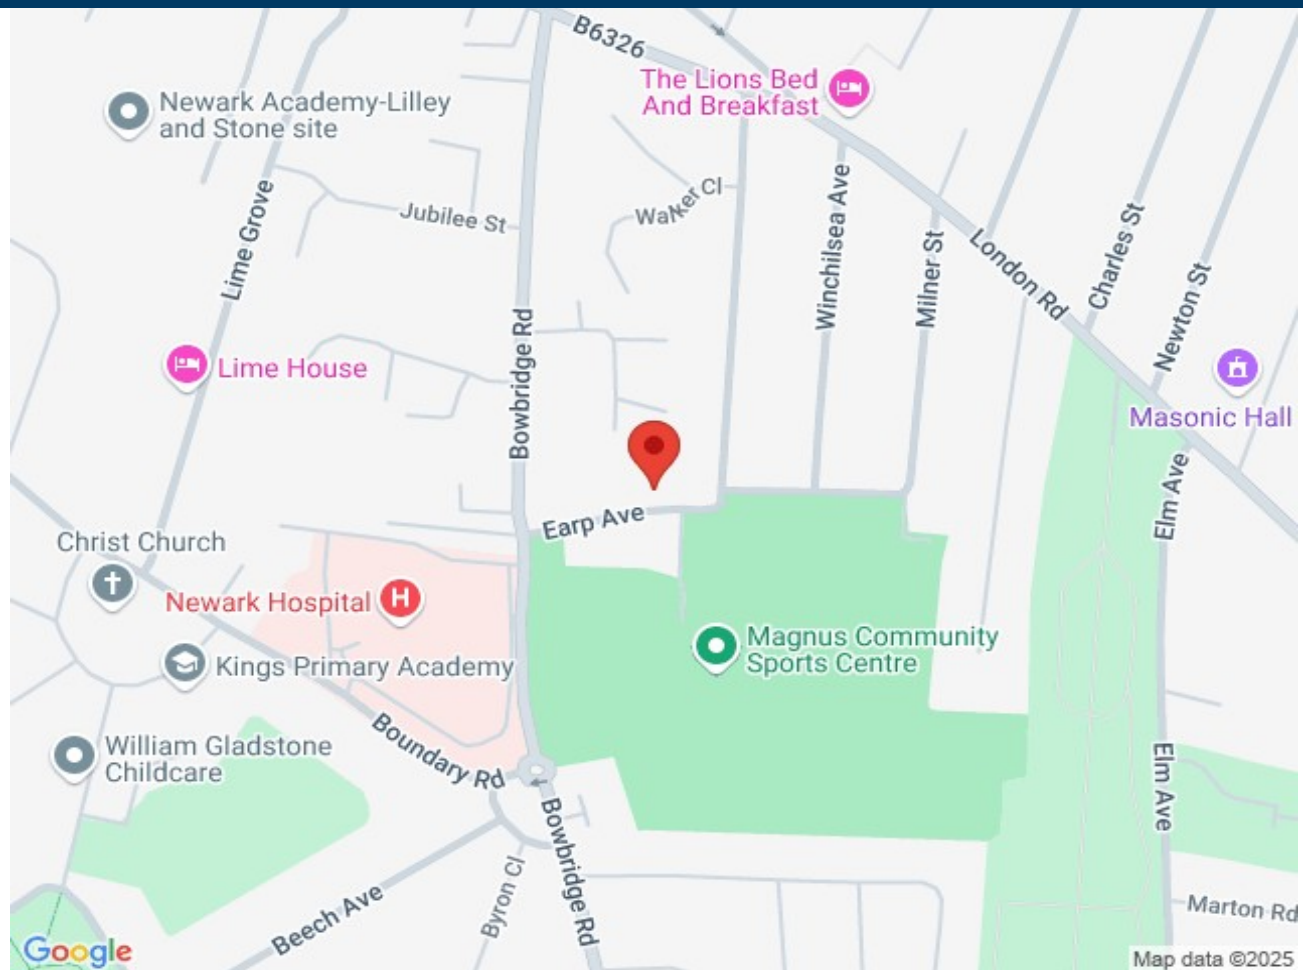 B6326
The Lions Bed
And Breakfast
Newark Academy-Lilley
and Stone site
Walker Cl
Jubilee St
Lime Grove
Winchilsea Ave
Milner St
London Rd
Charles St
Newton St
Bowbridge Rd
Lime House
Masonic Hall
Earp Ave
Elm Ave
Christ Church
Newark Hospital
H
Kings Primary Academy
Magnus Community
Sports Centre
William Gladstone
Childcare
Boundary Rd
Elm Ave
Bowbridge Rd
Byron Cl
Beech Ave
Marton Rd
Google
Map data ©2025